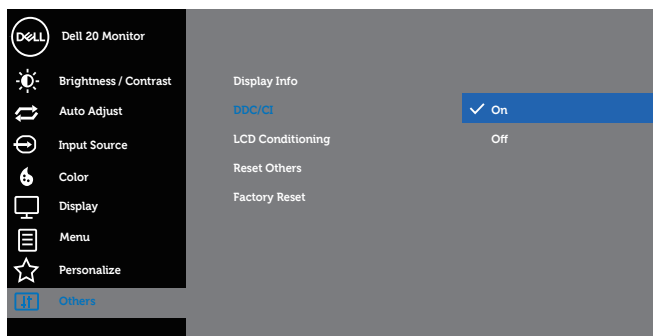 DELL
Dell 20 Monitor
Brightness / Contrast
Auto Adjust
Input Source
Color
Display
Menu
Personalize
Others
Display Info
DDC/CI
LCD Conditioning
Reset Others
Factory Reset
On
Off